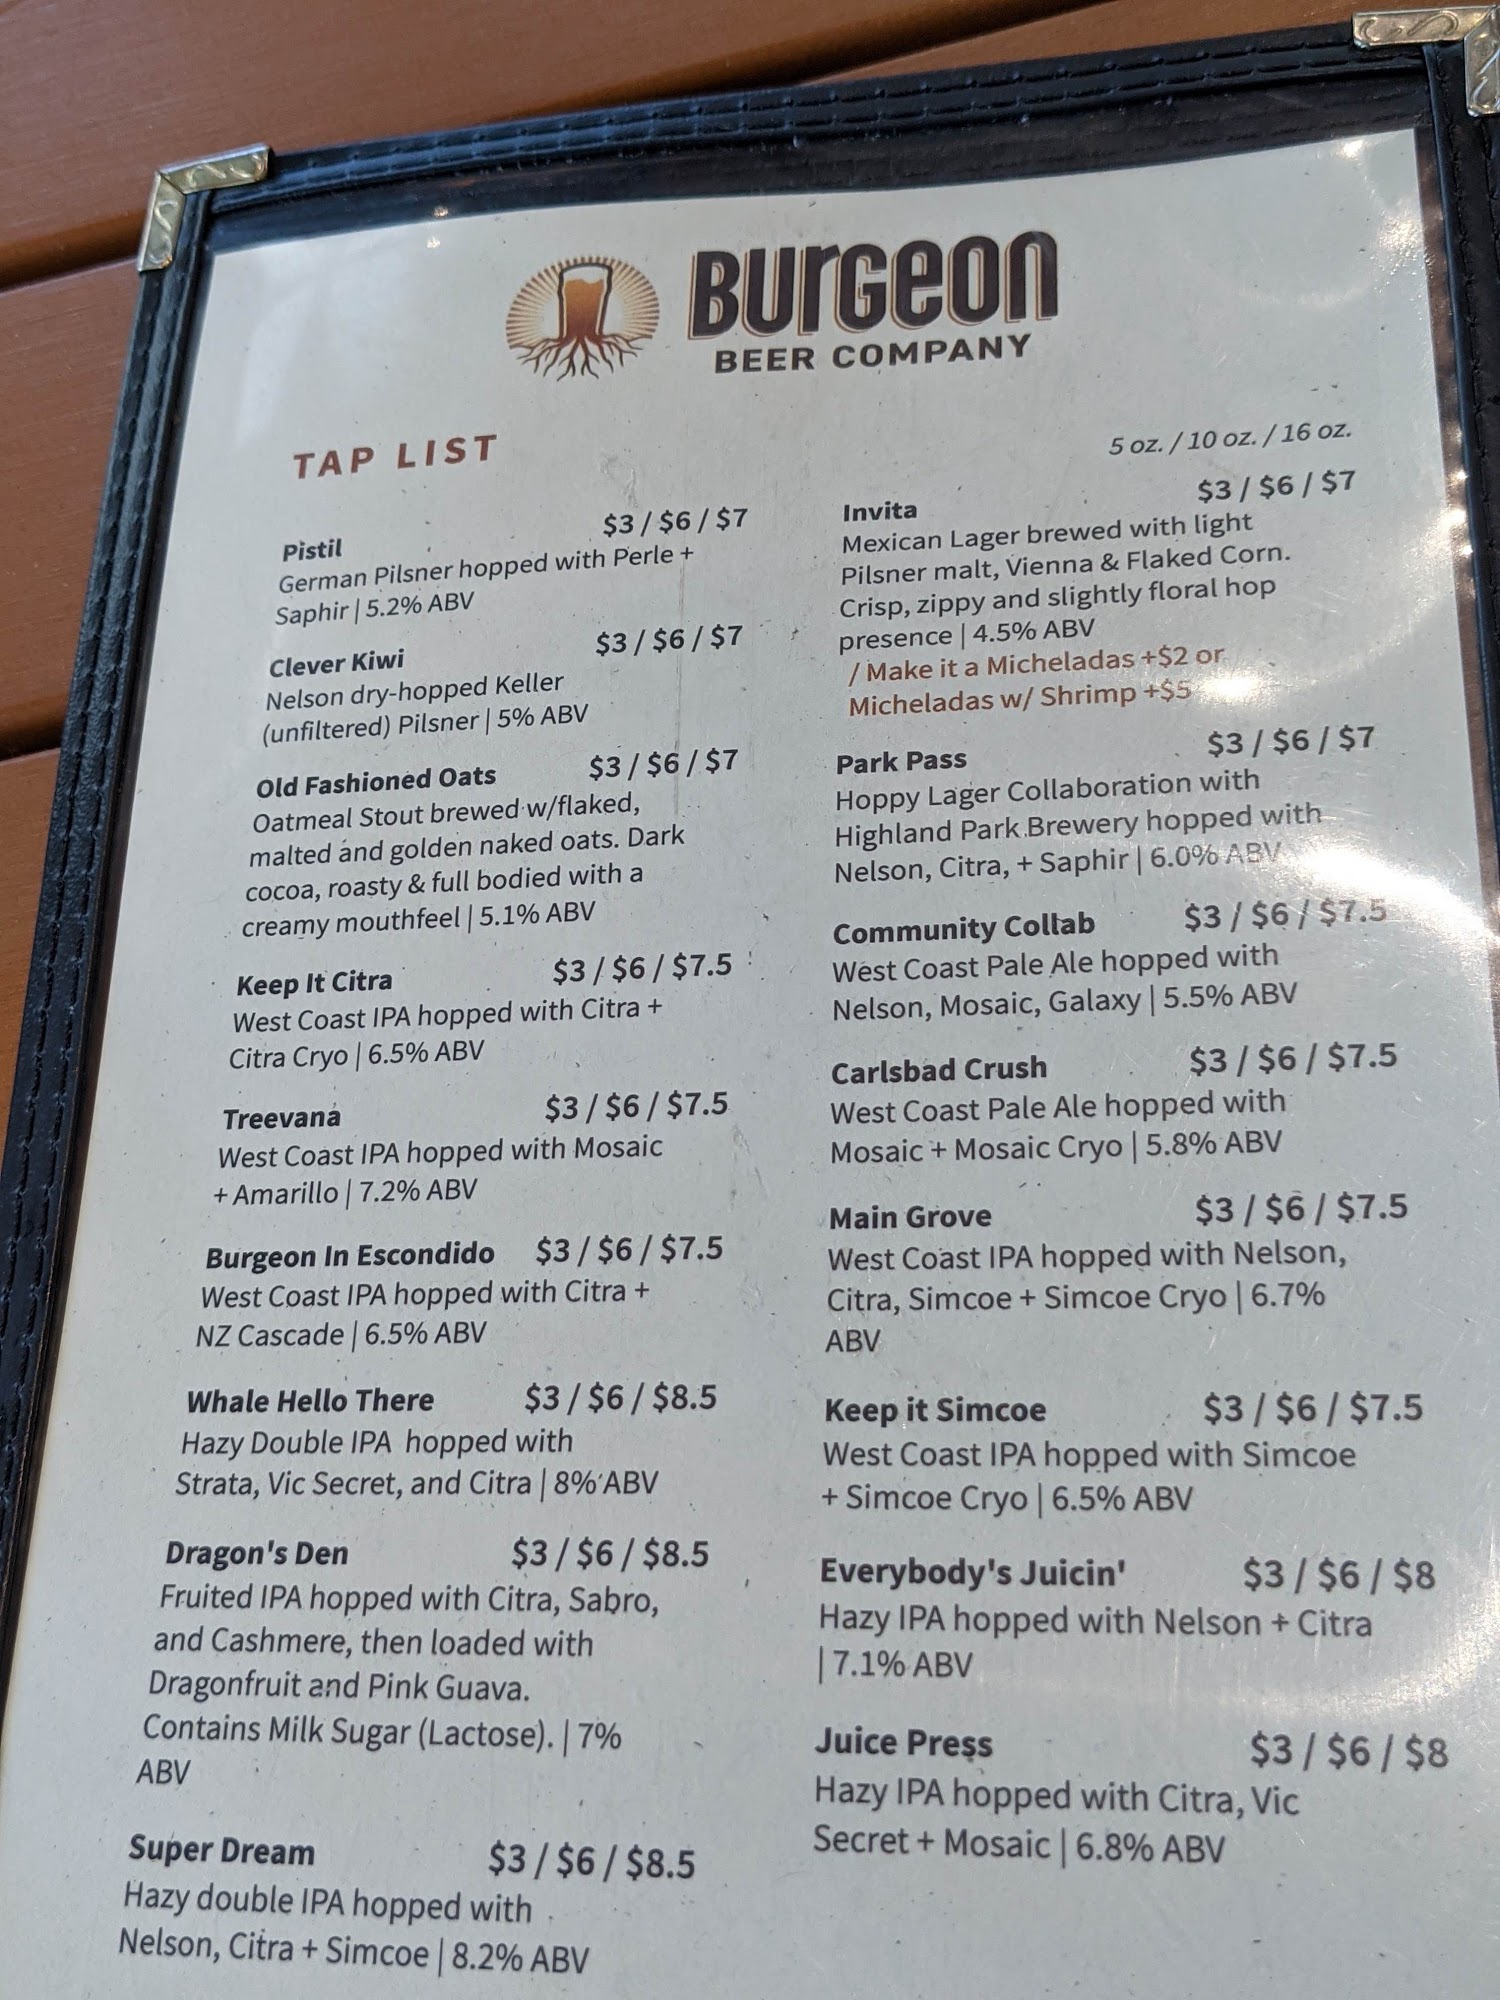 Burgeon
BEER COMPANY
TAP LIST
5 oz. / 10 oz. / 16 oz.
$3 / $6 / $7
Pistil
German Pilsner hopped with Perle +
Saphir | 5.2% ABV
Clever Kiwi $3 / $6 / $7
Nelson dry-hopped Keller
(unfiltered) Pilsner | 5% ABV
Old Fashioned Oats $3 / $6 / $7
Oatmeal Stout brewed w/flaked,
malted and golden naked oats. Dark
cocoa, roasty & full bodied with a
creamy mouthfeel | 5.1% ABV
Keep It Citra $3 / $6 / $7.5
West Coast IPA hopped with Citra +
Citra Cryo | 6.5% ABV
Treevana $3 / $6 / $7.5
West Coast IPA hopped with Mosaic
+ Amarillo | 7.2% ABV
Burgeon In Escondido $3 / $6 / $7.5
West Coast IPA hopped with Citra +
NZ Cascade | 6.5% ABV
Whale Hello There $3 / $6 / $8.5
Hazy Double IPA hopped with
Strata, Vic Secret, and Citra | 8% ABV
Dragon's Den $3 / $6 / $8.5
Fruited IPA hopped with Citra, Sabro,
and Cashmere, then loaded with
Dragonfruit and Pink Guava.
Contains Milk Sugar (Lactose). | 7%
ABV
Super Dream $3 / $6 / $8.5
Hazy double IPA hopped with
Nelson, Citra + Simcoe | 8.2% ABV
Invita $3 / $6 / $7
Mexican Lager brewed with light
Pilsner malt, Vienna & Flaked Corn.
Crisp, zippy and slightly floral hop
presence | 4.5% ABV
/ Make it a Micheladas +$2 or
Micheladas w/ Shrimp +$5
Park Pass $3 / $6 / $7
Hoppy Lager Collaboration with
Highland Park Brewery hopped with
Nelson, Citra, + Saphir | 6.0% ABV
Community Collab $3 / $6 / $7.5
West Coast Pale Ale hopped with
Nelson, Mosaic, Galaxy | 5.5% ABV
Carlsbad Crush $3 / $6 / $7.5
West Coast Pale Ale hopped with
Mosaic + Mosaic Cryo | 5.8% ABV
Main Grove $3 / $6 / $7.5
West Coast IPA hopped with Nelson,
Citra, Simcoe + Simcoe Cryo | 6.7%
ABV
Keep it Simcoe $3 / $6 / $7.5
West Coast IPA hopped with Simcoe
+ Simcoe Cryo | 6.5% ABV
Everybody's Juicin' $3 / $6 / $8
Hazy IPA hopped with Nelson + Citra
| 7.1% ABV
Juice Press $3 / $6 / $8
Hazy IPA hopped with Citra, Vic
Secret + Mosaic | 6.8% ABV